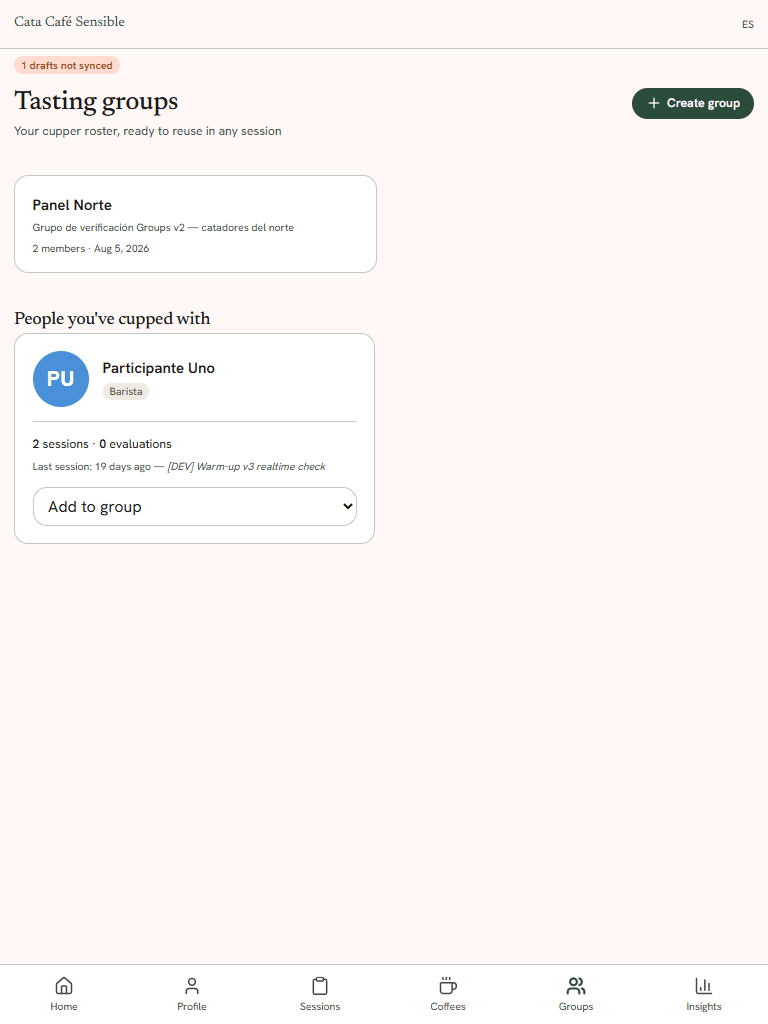 Cata Café Sensible
ES
1 drafts not synced
Tasting groups
Create group
Your cupper roster, ready to reuse in any session
Panel Norte
Grupo de verificación Groups v2 — catadores del norte
2 members · Aug 5, 2026
People you've cupped with
PU
Participante Uno
Barista
2 sessions · 0 evaluations
Last session: 19 days ago — [DEV] Warm-up v3 realtime check
Add to group
Home
Profile
Sessions
Coffees
Groups
Insights